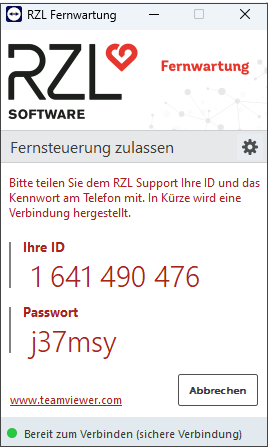 RZL Fernwartung
RZL
SOFTWARE
Fernwartung
Fernsteuerung zulassen
Bitte teilen Sie dem RZL Support Ihre ID und das
Kennwort am Telefon mit. In Kürze wird eine
Verbindung hergestellt.
Ihre ID
1 641 490 476
Passwort
j37msy
www.teamviewer.com
Abbrechen
Bereit zum Verbinden (sichere Verbindung)